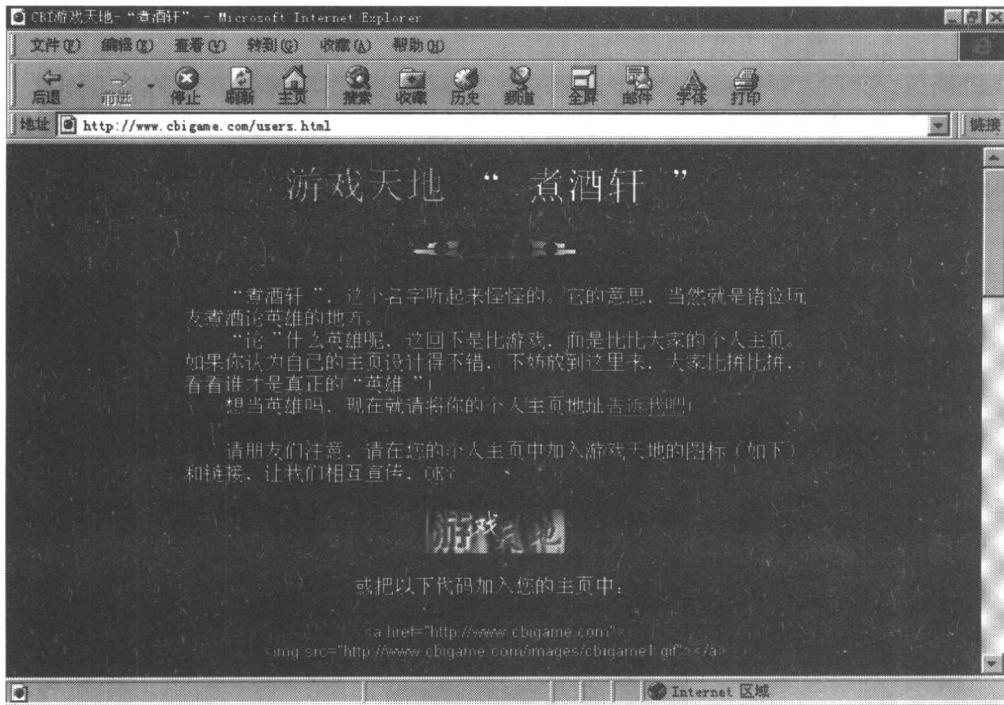 CBI游戏天地-“煮酒轩” - Microsoft Internet Explorer
文件(F) 编辑(E) 查看(V) 转到(G) 收藏(A) 帮助(H)
后退 前进 停止 刷新 主页 搜索 收藏 历史 频道 全屏 邮件 字体 打印
地址 http://www.cbigame.com/users.html 链接
游戏天地 “ 煮酒轩 ”
“煮酒轩 ”，这个名字听起来怪怪的。它的意思，当然就是诸位玩
友煮酒论英雄的地方。
“论 ”什么英雄呢，这回不是比游戏，而是比比大家的个人主页。
如果你认为自己的主页设计得不错，不妨放到这里来，大家比拼比拼，
看看谁才是真正的“英雄 ”！
想当英雄吗，现在就请将你的个人主页地址告诉我吧！
请朋友们注意，请在您的个人主页中加入游戏天地的图标（如下）
和链接，让我们相互宣传，OK?
游戏天地
或把以下代码加入您的主页中：
<a href="http://www.cbigame.com">
<img src="http://www.cbigame.com/images/cbigame1.gif"></a>
Internet 区域